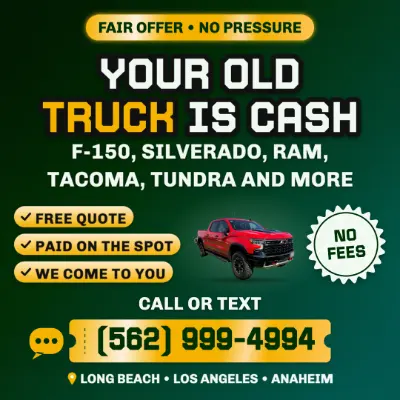 FAIR OFFER • NO PRESSURE
YOUR OLD
TRUCK IS CASH
F-150, SILVERADO, RAM,
TACOMA, TUNDRA AND MORE
FREE QUOTE
PAID ON THE SPOT
WE COME TO YOU
NO
FEES
CALL OR TEXT
(562) 999-4994
LONG BEACH • LOS ANGELES • ANAHEIM